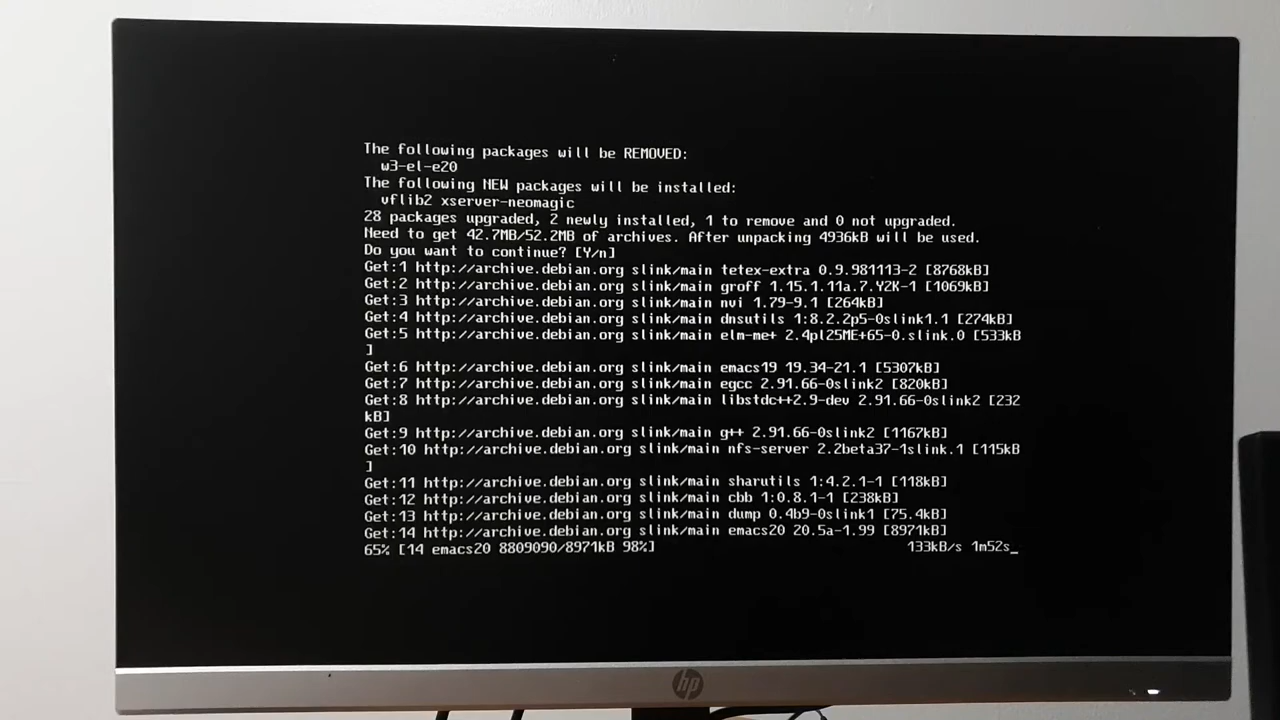 The following packages will be REMOVED:
w3-el-e20
The following NEW packages will be installed:
vflib2 xserver-neomagic
28 packages upgraded, 2 newly installed, 1 to remove and 0 not upgraded.
Need to get 42.7MB/52.2MB of archives. After unpacking 4936kB will be used.
Do you want to continue? [Y/n]
Get:1 http://archive.debian.org slink/main tetex-extra 0.9.981113-2 [8768kB]
Get:2 http://archive.debian.org slink/main groff 1.15.1.11a.7.Y2K-1 [1069kB]
Get:3 http://archive.debian.org slink/main nvi 1.79-9.1 [264kB]
Get:4 http://archive.debian.org slink/main dnsutils 1:8.2.2p5-0slink1.1 [274kB]
Get:5 http://archive.debian.org slink/main elm-me+ 2.4pl25ME+65-0.slink.0 [533kB
]
Get:6 http://archive.debian.org slink/main emacs19 19.34-21.1 [5307kB]
Get:7 http://archive.debian.org slink/main egcc 2.91.66-0slink2 [820kB]
Get:8 http://archive.debian.org slink/main libstdc++2.9-dev 2.91.66-0slink2 [232
kB]
Get:9 http://archive.debian.org slink/main g++ 2.91.66-0slink2 [1167kB]
Get:10 http://archive.debian.org slink/main nfs-server 2.2beta37-1slink.1 [115kB
]
Get:11 http://archive.debian.org slink/main sharutils 1:4.2.1-1 [118kB]
Get:12 http://archive.debian.org slink/main cbb 1:0.8.1-1 [238kB]
Get:13 http://archive.debian.org slink/main dump 0.4b9-0slink1 [75.4kB]
Get:14 http://archive.debian.org slink/main emacs20 20.5a-1.99 [8971kB]
65% [14 emacs20 8809090/8971kB 98%] 133kB/s 1m52s_
hp